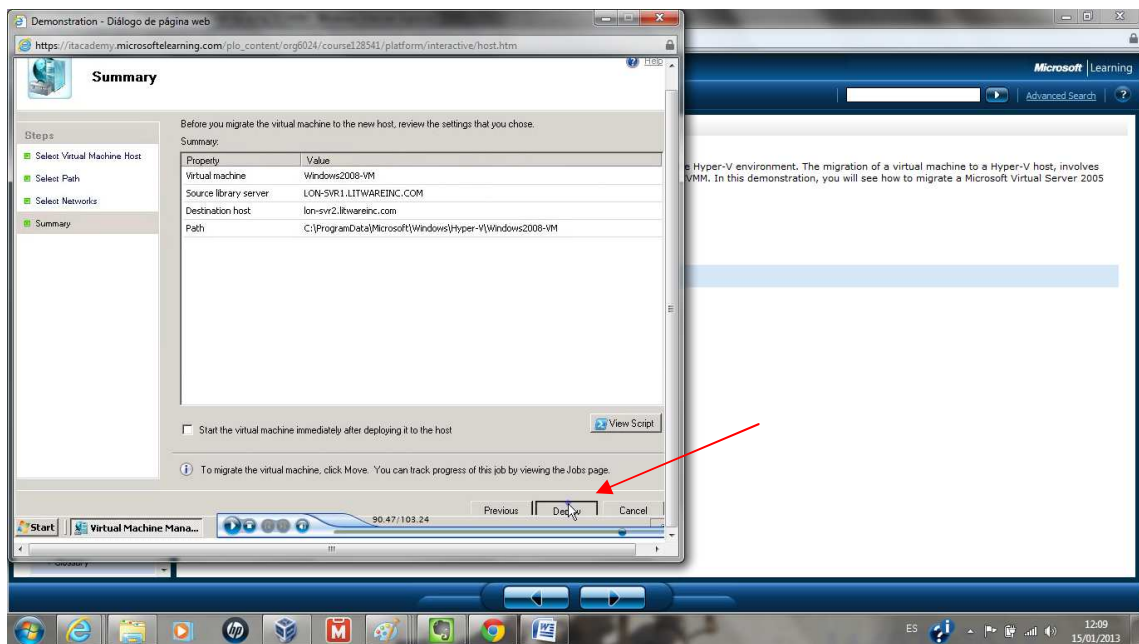 Demonstration - Diálogo de página web
https://itacademy.microsoftelearning.com/plo_content/org6024/course128541/platform/interactive/host.htm
Summary
Help
Microsoft | Learning
Advanced Search
Steps
Select Virtual Machine Host
Select Path
Select Networks
Summary
Before you migrate the virtual machine to the new host, review the settings that you chose.
Summary:
Property Value
Virtual machine Windows2008-VM
Source library server LON-SVR1.LITWAREINC.COM
Destination host lon-svr2.litwareinc.com
Path C:\ProgramData\Microsoft\Windows\Hyper-V\Windows2008-VM
e Hyper-V environment. The migration of a virtual machine to a Hyper-V host, involves
VMM. In this demonstration, you will see how to migrate a Microsoft Virtual Server 2005
Start the virtual machine immediately after deploying it to the host
View Script
To migrate the virtual machine, click Move. You can track progress of this job by viewing the Jobs page.
Previous Deploy Cancel
Start Virtual Machine Mana...
90.47/103.24
Glossary
ES
12:09
15/01/2013